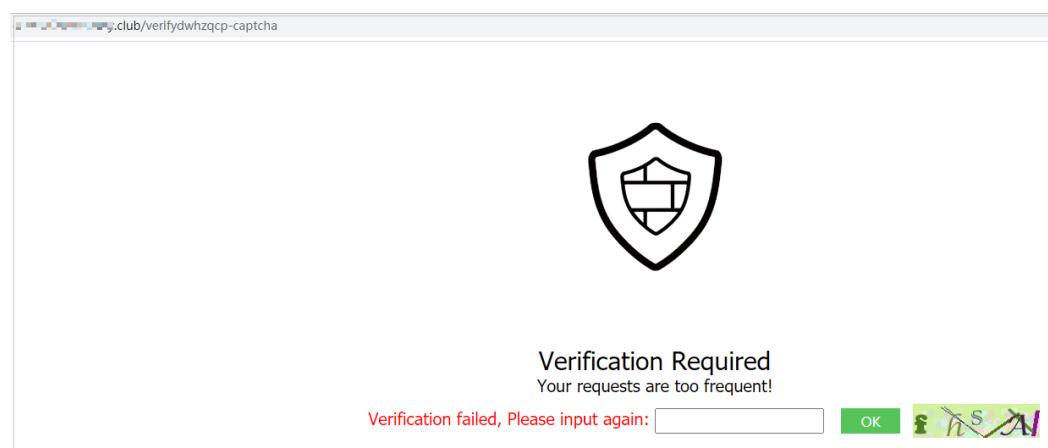 .club/verifydwhzqcp-captcha
Verification Required
Your requests are too frequent!
Verification failed, Please input again:
OK